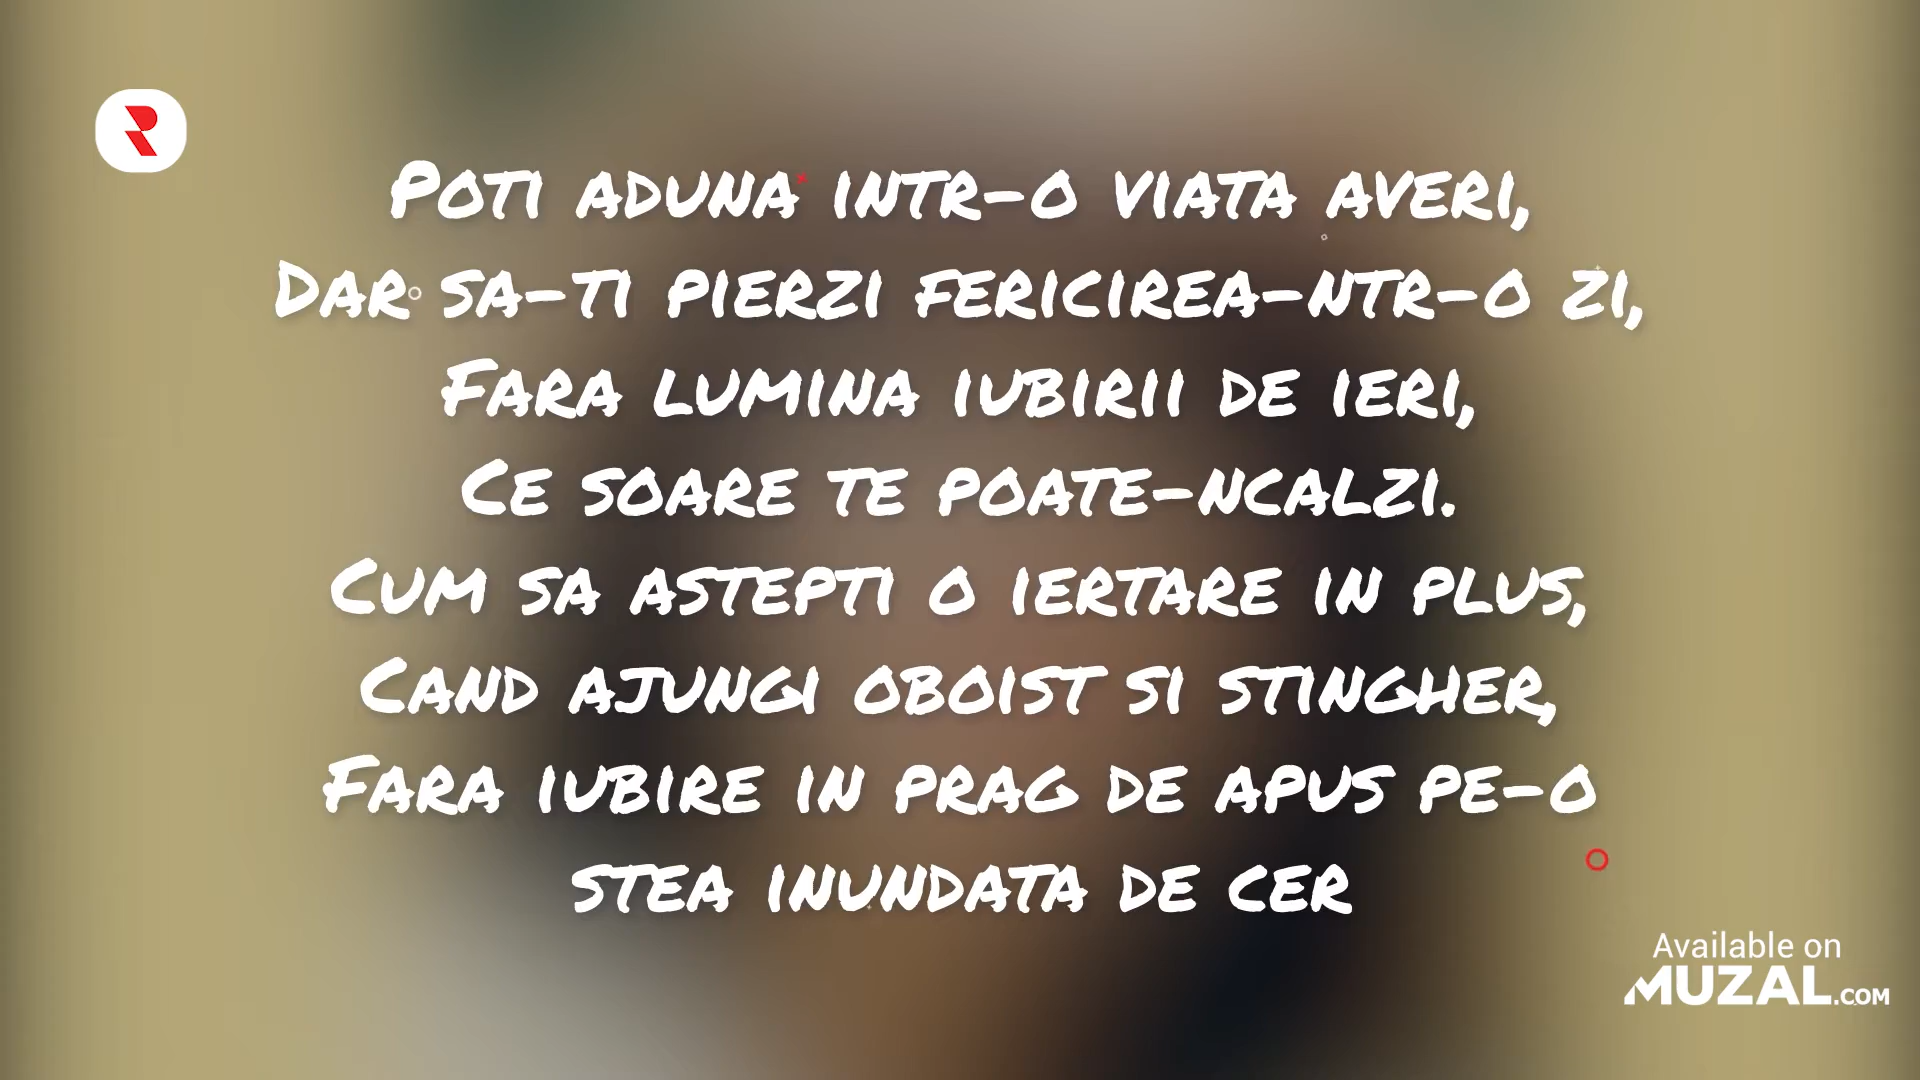 Poti aduna intr-o viata averi,
Dar sa-ti pierzi fericirea-ntr-o zi,
Fara lumina iubirii de ieri,
Ce soare te poate-ncalzi.
Cum sa astepti o iertare in plus,
Cand ajungi oboist si stingher,
Fara iubire in prag de apus pe-o
stea inundata de cer
Available on
MUZAL.COM